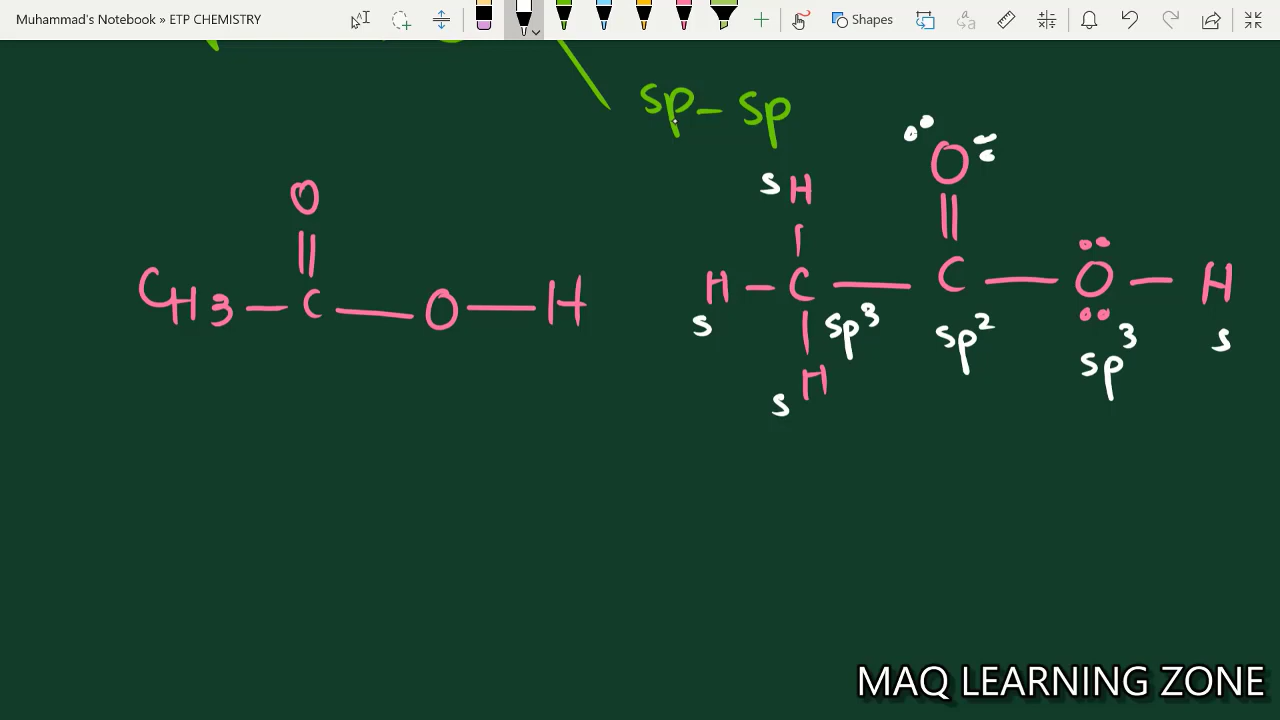 Muhammad's Notebook » ETP CHEMISTRY
Shapes
sp - sp
O
CH3 - C - O - H
O
s H
H - C - C - O - H
s sp³ sp² sp³ s
H
s
MAQ LEARNING ZONE